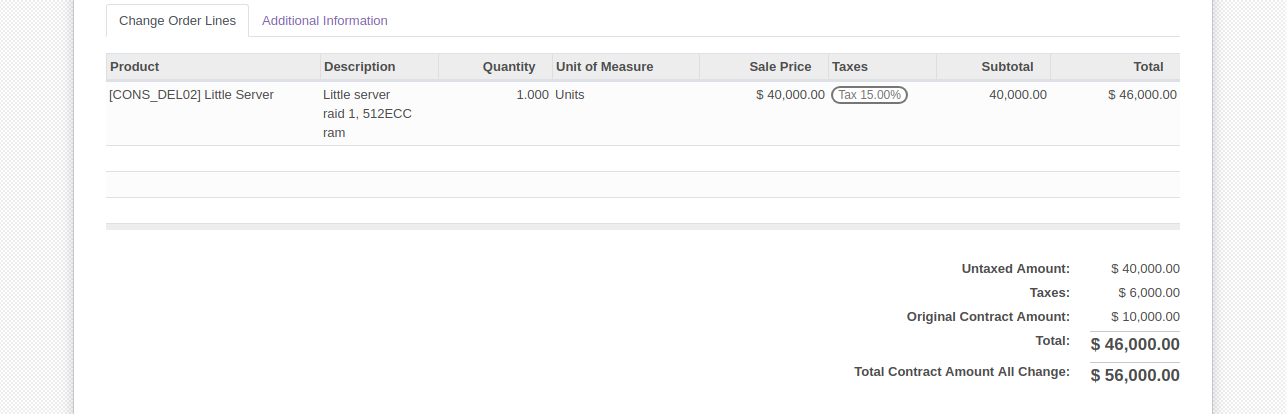 Change Order Lines Additional Information
Product Description Quantity Unit of Measure Sale Price Taxes Subtotal Total
[CONS_DEL02] Little Server Little server 1.000 Units $ 40,000.00 Tax 15.00% 40,000.00 $ 46,000.00
raid 1, 512ECC
ram
Untaxed Amount: $ 40,000.00
Taxes: $ 6,000.00
Original Contract Amount: $ 10,000.00
Total: $ 46,000.00
Total Contract Amount All Change: $ 56,000.00